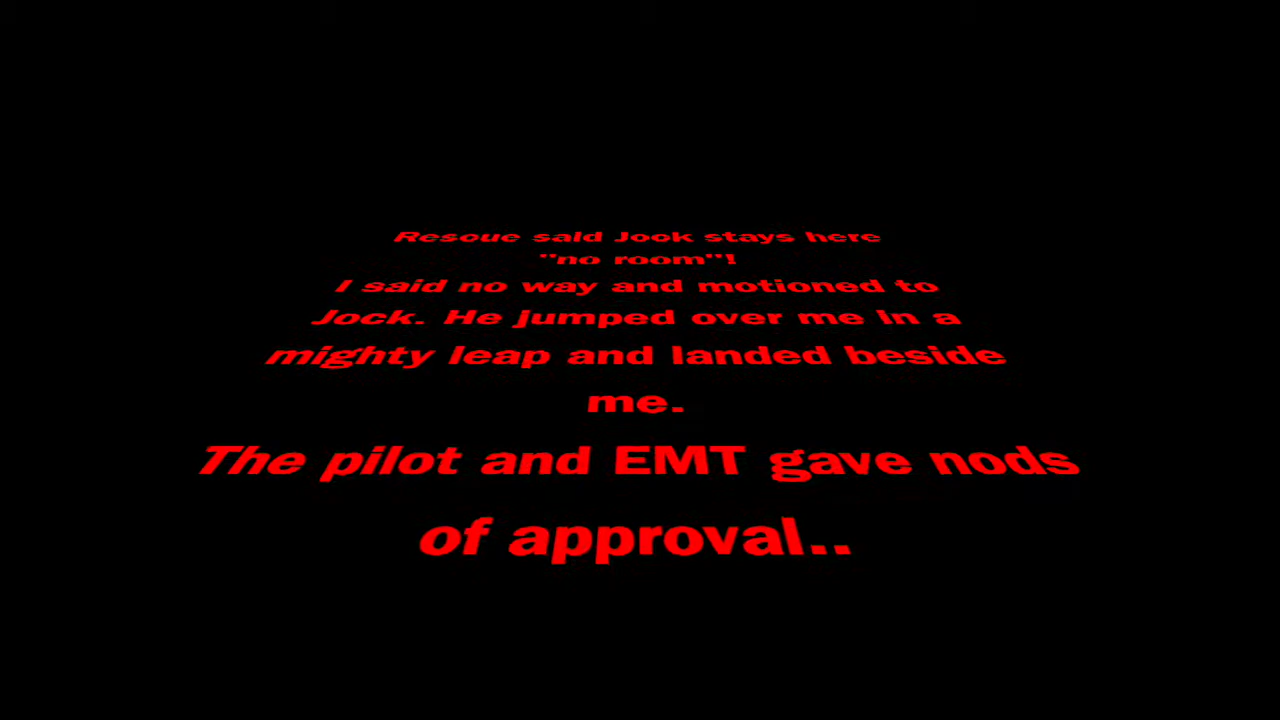 Rescue said Jock stays here
"no room"!
I said no way and motioned to
Jock. He jumped over me in a
mighty leap and landed beside
me.
The pilot and EMT gave nods
of approval..